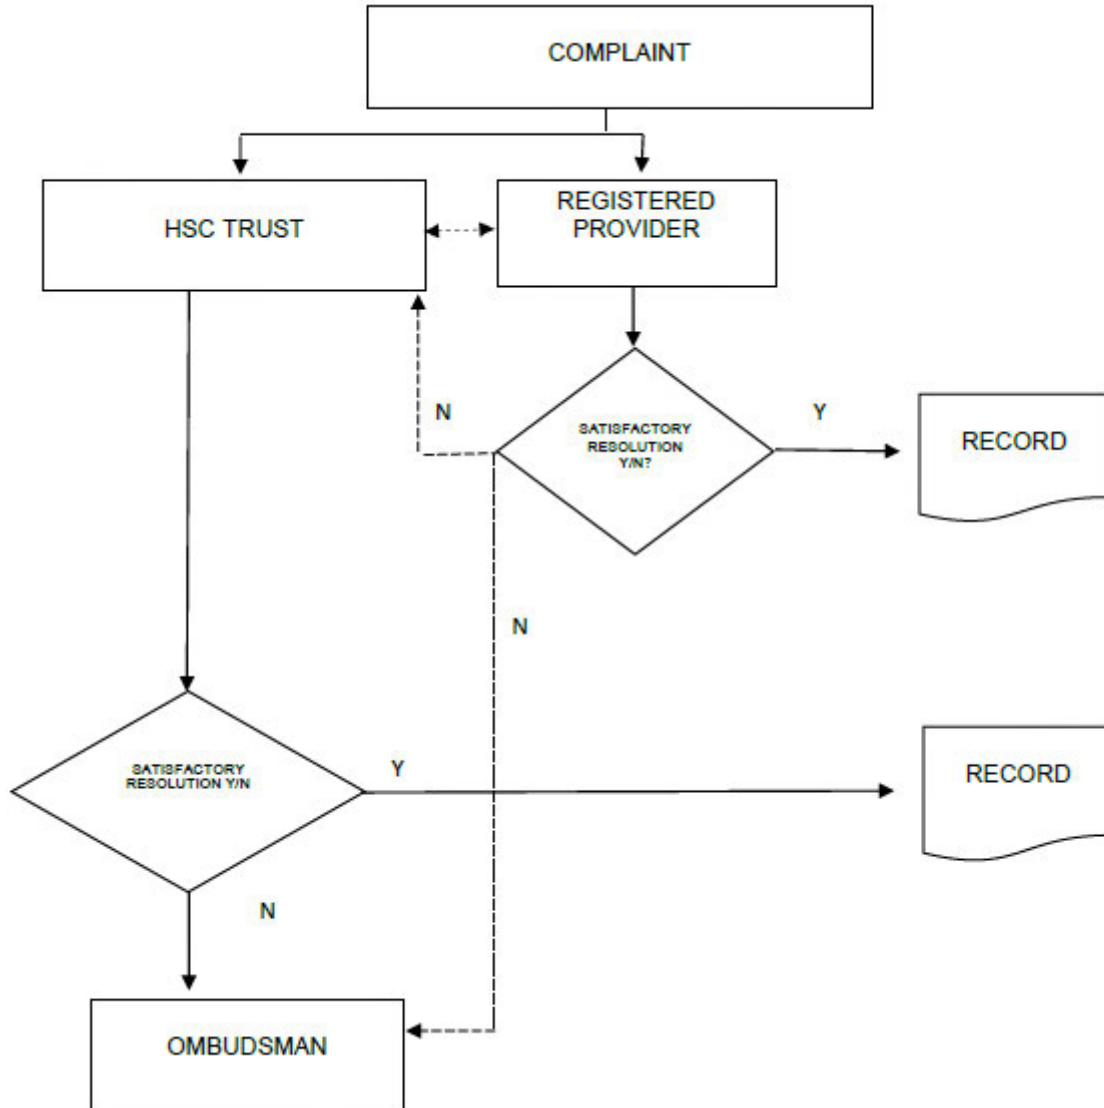 COMPLAINT
HSC TRUST
REGISTERED
PROVIDER
N
SATISFACTORY
RESOLUTION
Y/N?
Y
RECORD
N
SATISFACTORY
RESOLUTION Y/N
Y
RECORD
N
OMBUDSMAN